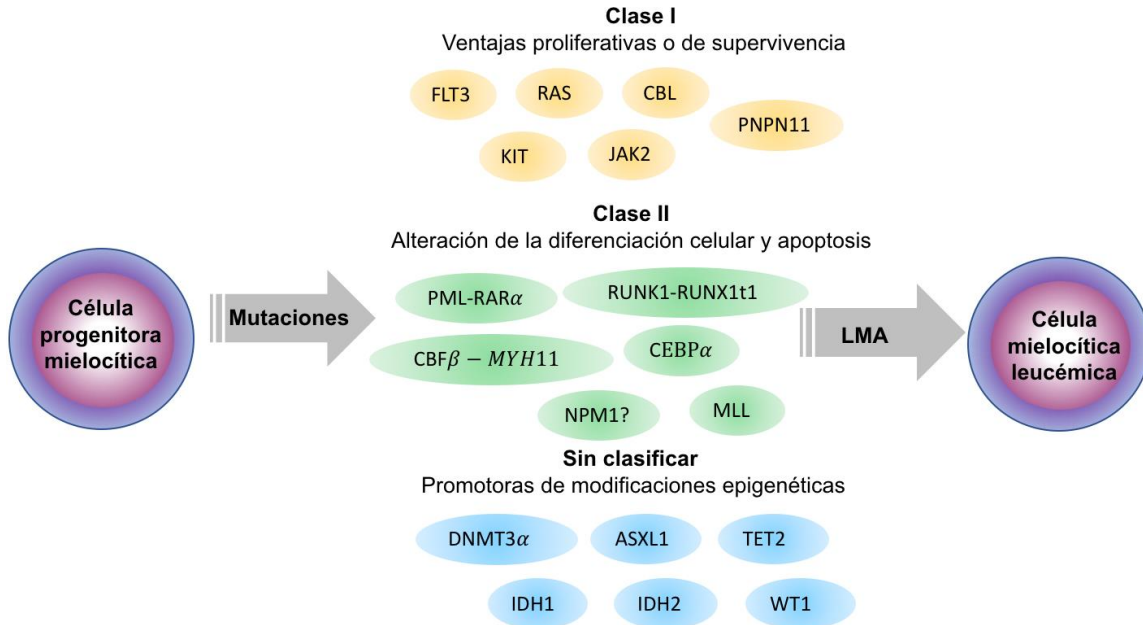 Clase I
Ventajas proliferativas o de supervivencia
FLT3
RAS
CBL
PNPN11
KIT
JAK2
Clase II
Alteración de la diferenciación celular y apoptosis
Célula
progenitora
mielocítica
Mutaciones
PML-RARα
RUNK1-RUNX1t1
CBFβ − MYH11
CEBPα
NPM1?
MLL
LMA
Célula
mielocítica
leucémica
Sin clasificar
Promotoras de modificaciones epigenéticas
DNMT3α
ASXL1
TET2
IDH1
IDH2
WT1